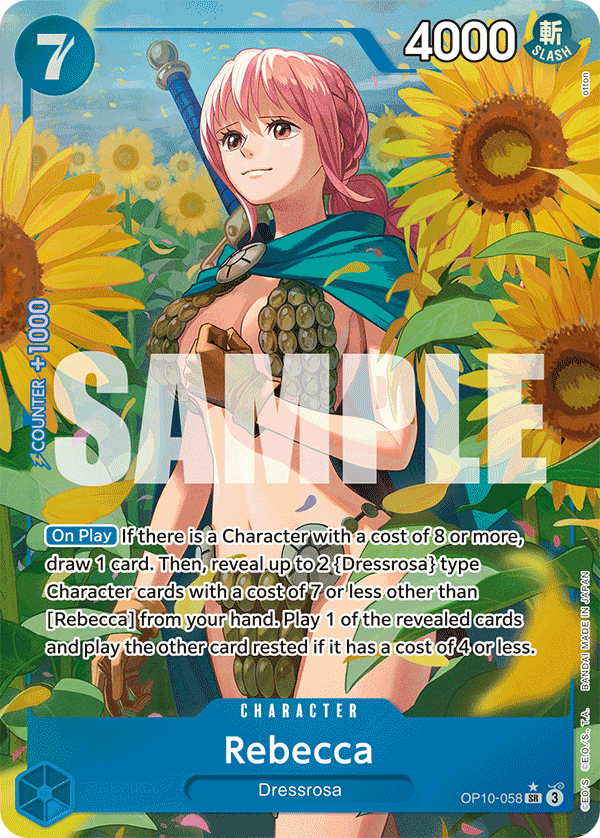 7
4000
斬
SLASH
otton
COUNTER +1000
SAMPLE
On Play If there is a Character with a cost of 8 or more,
draw 1 card. Then, reveal up to 2 {Dressrosa} type
Character cards with a cost of 7 or less other than
[Rebecca] from your hand. Play 1 of the revealed cards
and play the other card rested if it has a cost of 4 or less.
CHARACTER
Rebecca
Dressrosa
OP10-058 SR 3
©E.O./S ©E.O./S., T.A. BANDAI MADE IN JAPAN